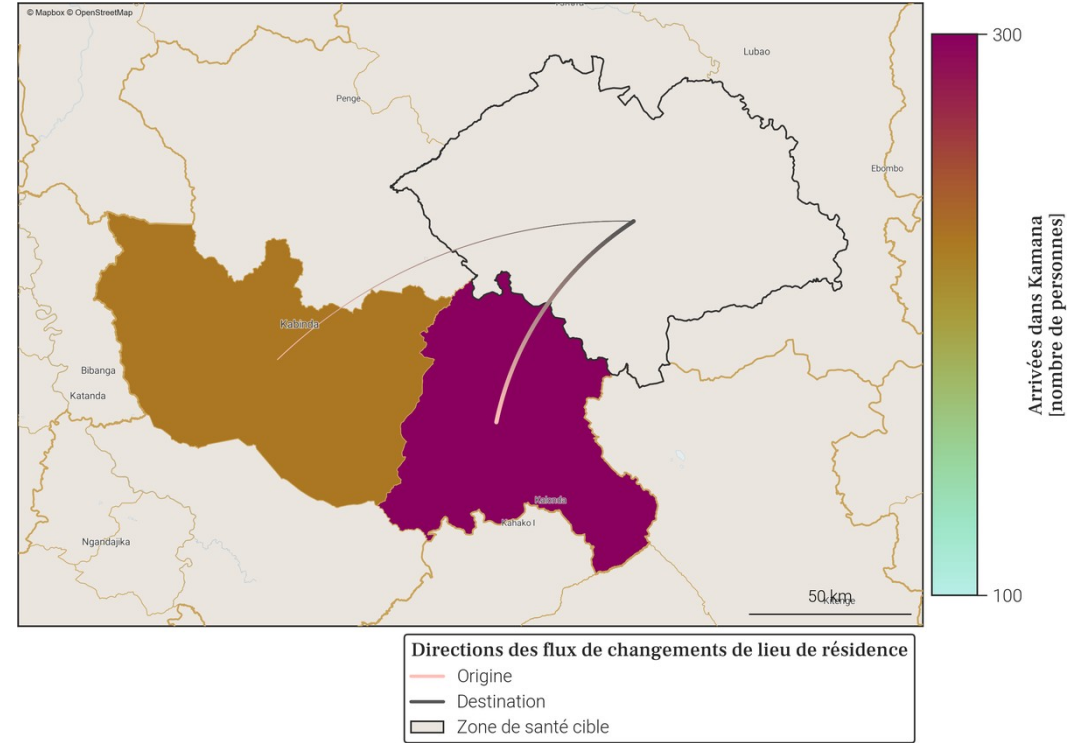 © Mapbox © OpenStreetMap
Lubao
Penge
Ebombo
Kabinda
Bibanga
Katanda
Kalonda
Kahako I
Ngandajika
50 km
300
100
Arrivées dans Kamana
[nombre de personnes]
Directions des flux de changements de lieu de résidence
Origine
Destination
Zone de santé cible